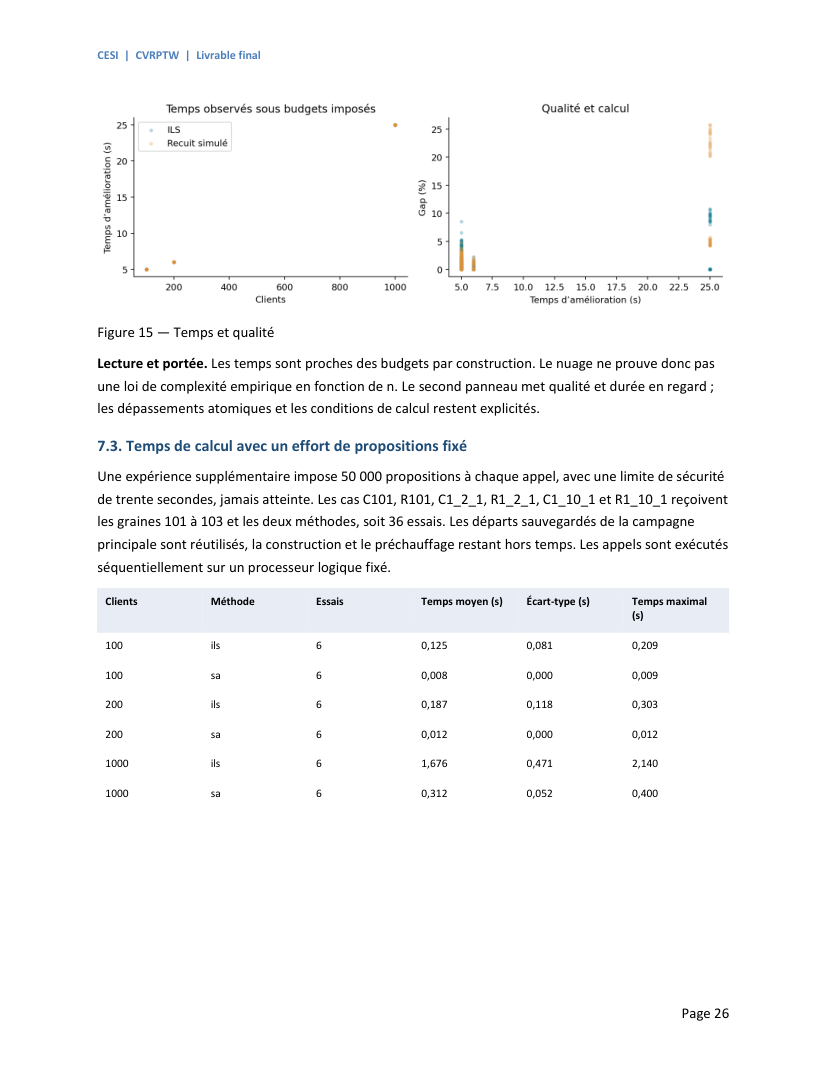 CESI | CVRPTW | Livrable final
Temps observés sous budgets imposés
25
20
15
10
5
Temps d'amélioration (s)
ILS
Recuit simulé
200
400
600
800
1000
Clients
Qualité et calcul
25
20
15
10
5
0
Gap (%)
5.0
7.5
10.0
12.5
15.0
17.5
20.0
22.5
25.0
Temps d'amélioration (s)
Figure 15 — Temps et qualité
Lecture et portée. Les temps sont proches des budgets par construction. Le nuage ne prouve donc pas
une loi de complexité empirique en fonction de n. Le second panneau met qualité et durée en regard ;
les dépassements atomiques et les conditions de calcul restent explicités.
7.3. Temps de calcul avec un effort de propositions fixé
Une expérience supplémentaire impose 50 000 propositions à chaque appel, avec une limite de sécurité
de trente secondes, jamais atteinte. Les cas C101, R101, C1_2_1, R1_2_1, C1_10_1 et R1_10_1 reçoivent
les graines 101 à 103 et les deux méthodes, soit 36 essais. Les départs sauvegardés de la campagne
principale sont réutilisés, la construction et le préchauffage restant hors temps. Les appels sont exécutés
séquentiellement sur un processeur logique fixé.
Clients Méthode Essais Temps moyen (s) Écart-type (s) Temps maximal
(s)
100 ils 6 0,125 0,081 0,209
100 sa 6 0,008 0,000 0,009
200 ils 6 0,187 0,118 0,303
200 sa 6 0,012 0,000 0,012
1000 ils 6 1,676 0,471 2,140
1000 sa 6 0,312 0,052 0,400
Page 26